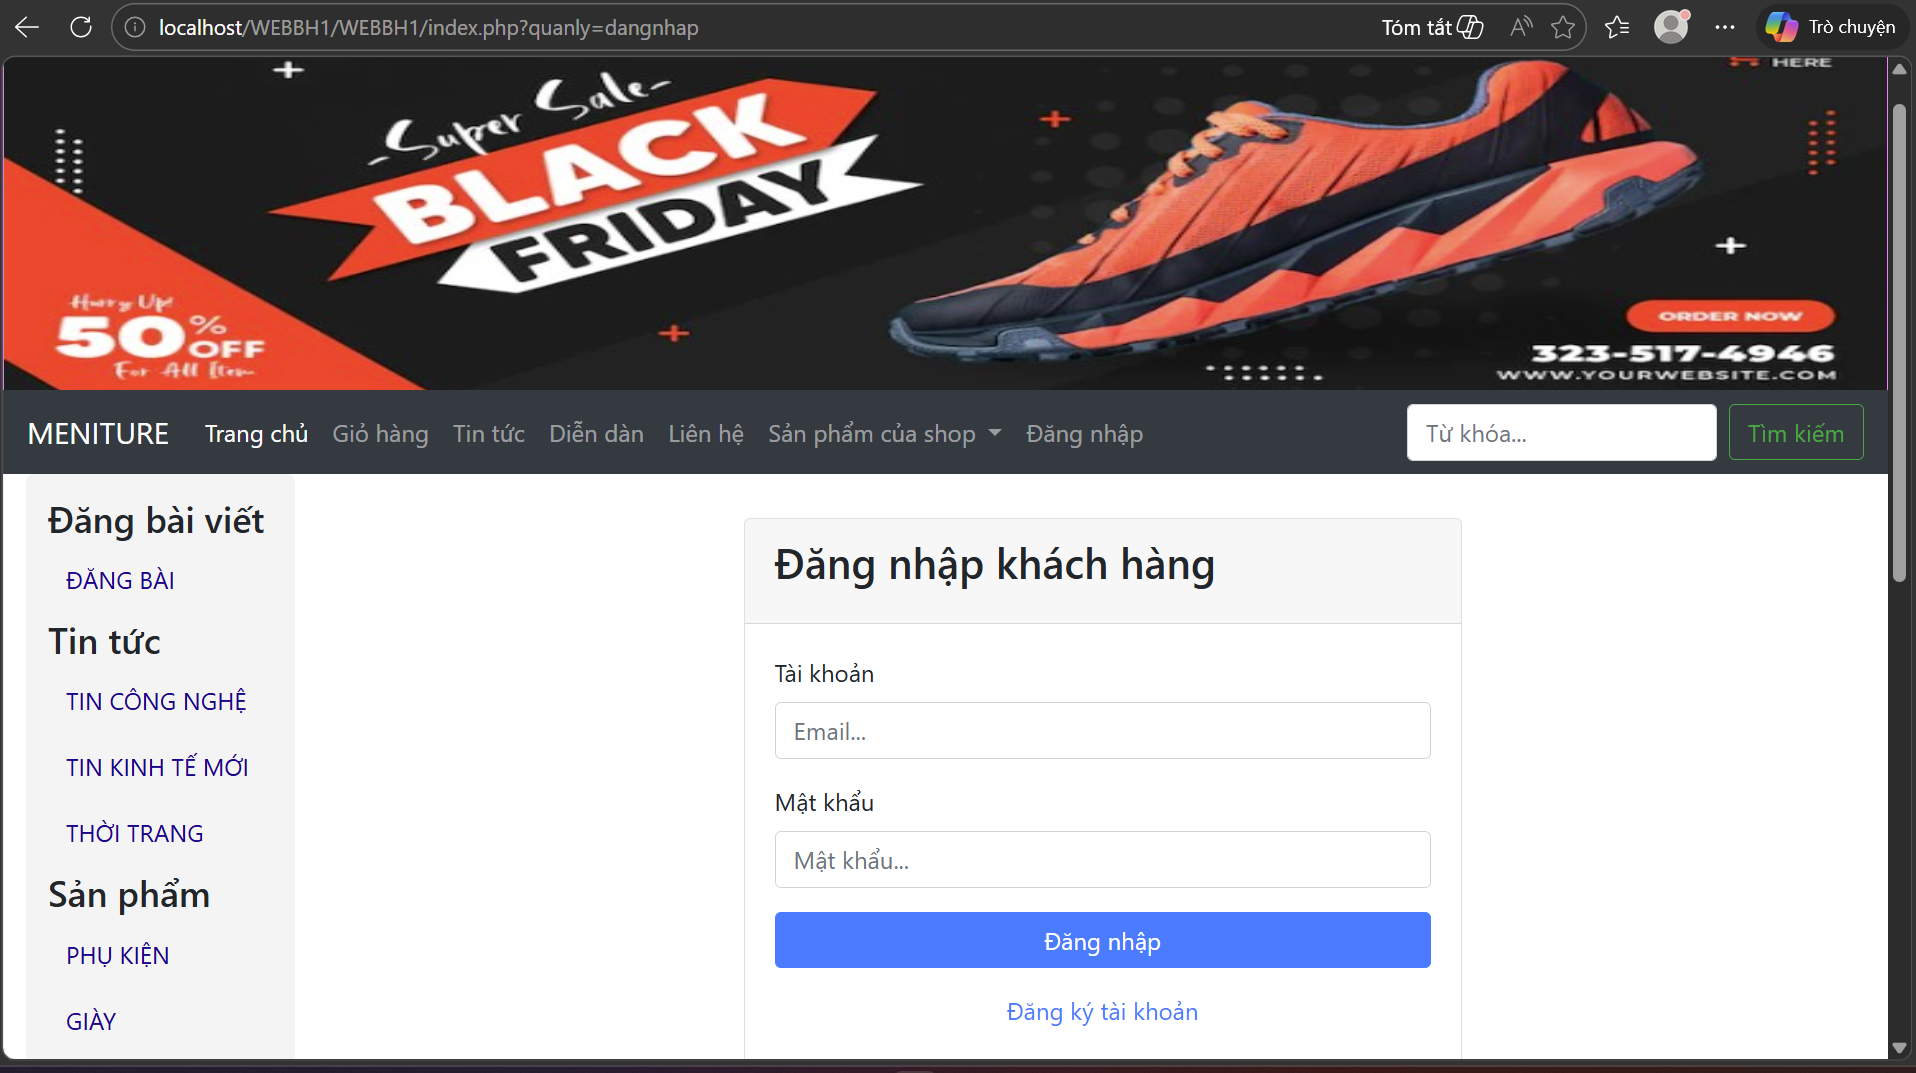 localhost/WEBBH1/WEBBH1/index.php?quanly=dangnhap
Tóm tắt
Trò chuyện
HERE
-Super Sale-
BLACK
FRIDAY
Hurry Up!
50% OFF
For All Item
ORDER NOW
323-517-4946
WWW.YOURWEBSITE.COM
MENITURE
Trang chủ
Giỏ hàng
Tin tức
Diễn dàn
Liên hệ
Sản phẩm của shop
Đăng nhập
Từ khóa...
Tìm kiếm
Đăng bài viết
ĐĂNG BÀI
Tin tức
TIN CÔNG NGHỆ
TIN KINH TẾ MỚI
THỜI TRANG
Sản phẩm
PHỤ KIỆN
GIÀY
Đăng nhập khách hàng
Tài khoản
Email...
Mật khẩu
Mật khẩu...
Đăng nhập
Đăng ký tài khoản